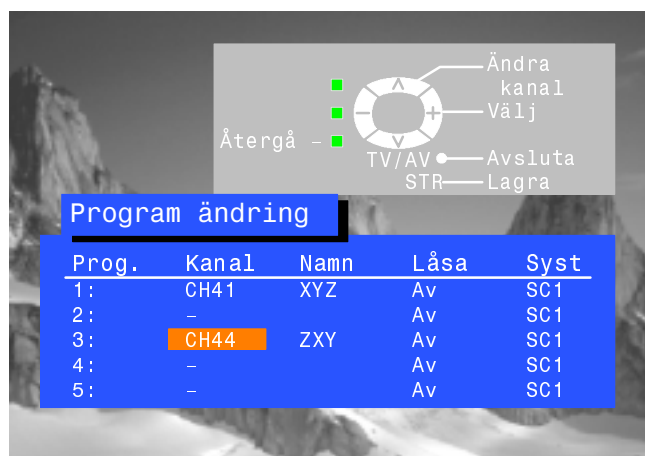 Ändra
kanal
Välj
Återgå –
TV/AV Avsluta
STR Lagra
Program ändring
Prog. Kanal Namn Låsa Syst
1: CH41 XYZ Av SC1
2: – Av SC1
3: CH44 ZXY Av SC1
4: – Av SC1
5: – Av SC1